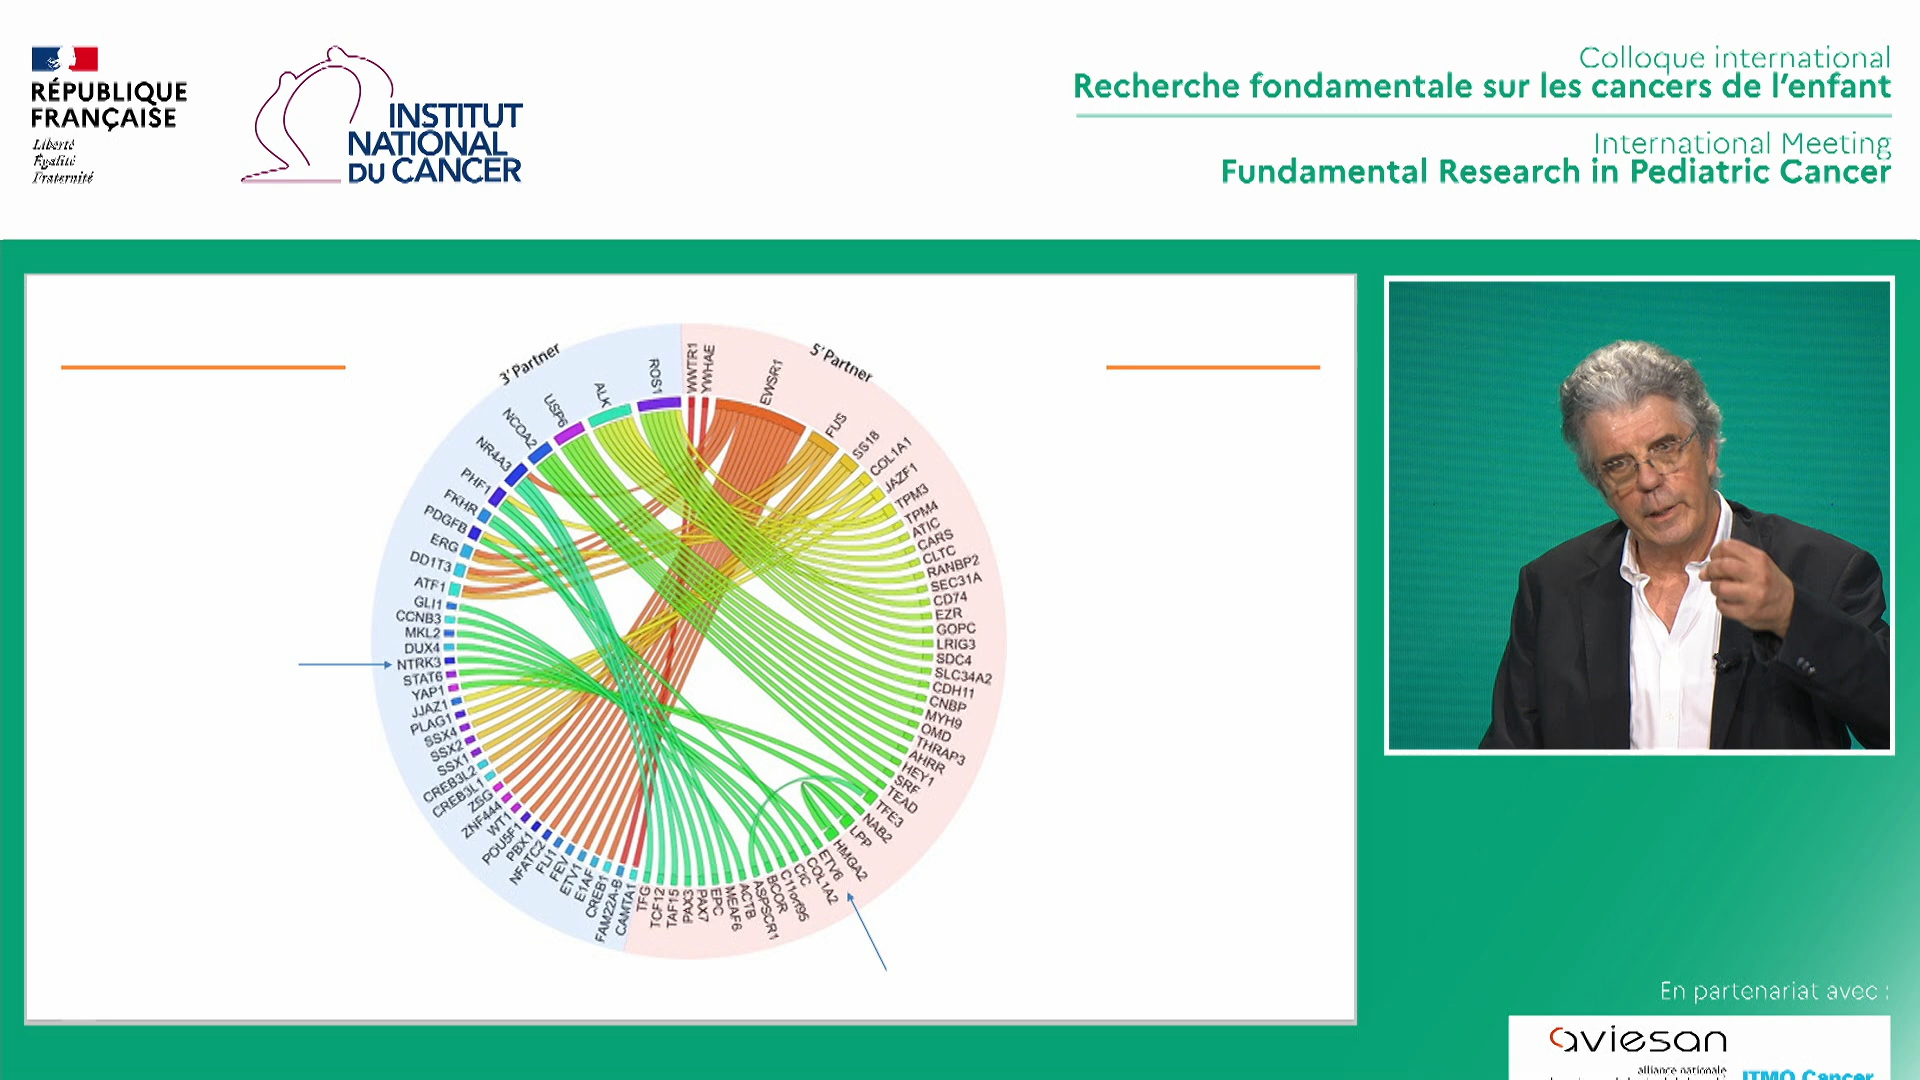 RÉPUBLIQUE
FRANÇAISE
Liberté
Égalité
Fraternité
INSTITUT
NATIONAL
DU CANCER
Colloque international
Recherche fondamentale sur les cancers de l'enfant
International Meeting
Fundamental Research in Pediatric Cancer
3' Partner
5' Partner
WWTR1
YWHAE
EWSR1
FUS
SS18
COL1A1
JAZF1
TPM3
TPM4
ATIC
CARS
CLTC
RANBP2
SEC31A
CD74
EZR
GOPC
LRIG3
SDC4
SLC34A2
CDH11
CNBP
MYH9
OMD
THRAP3
AHRR
HEY1
SRF
TEAD
TFE3
NAB2
LPP
HMGA2
ETV6
COL1A2
CIC
C11orf95
BCOR
ASPSCR1
ACTB
MEAF6
EPC
PAX7
PAX3
TAF15
TCF12
TFG
CAMTA1
FAM22A-B
CREB1
E1AF
ETV1
FEV
FLI1
NFATC2
PBX1
POU5F1
WT1
ZNF444
ZSG
CREB3L1
CREB3L2
SSX1
SSX2
SSX4
PLAG1
JJAZ1
YAP1
STAT6
NTRK3
DUX4
MKL2
CCNB3
GLI1
ATF1
DD1T3
ERG
PDGFB
FKHR
PHF1
NR4A3
NCOA2
USP6
ALK
ROS1
En partenariat avec :
aviesan
alliance nationale
ITMO Cancer